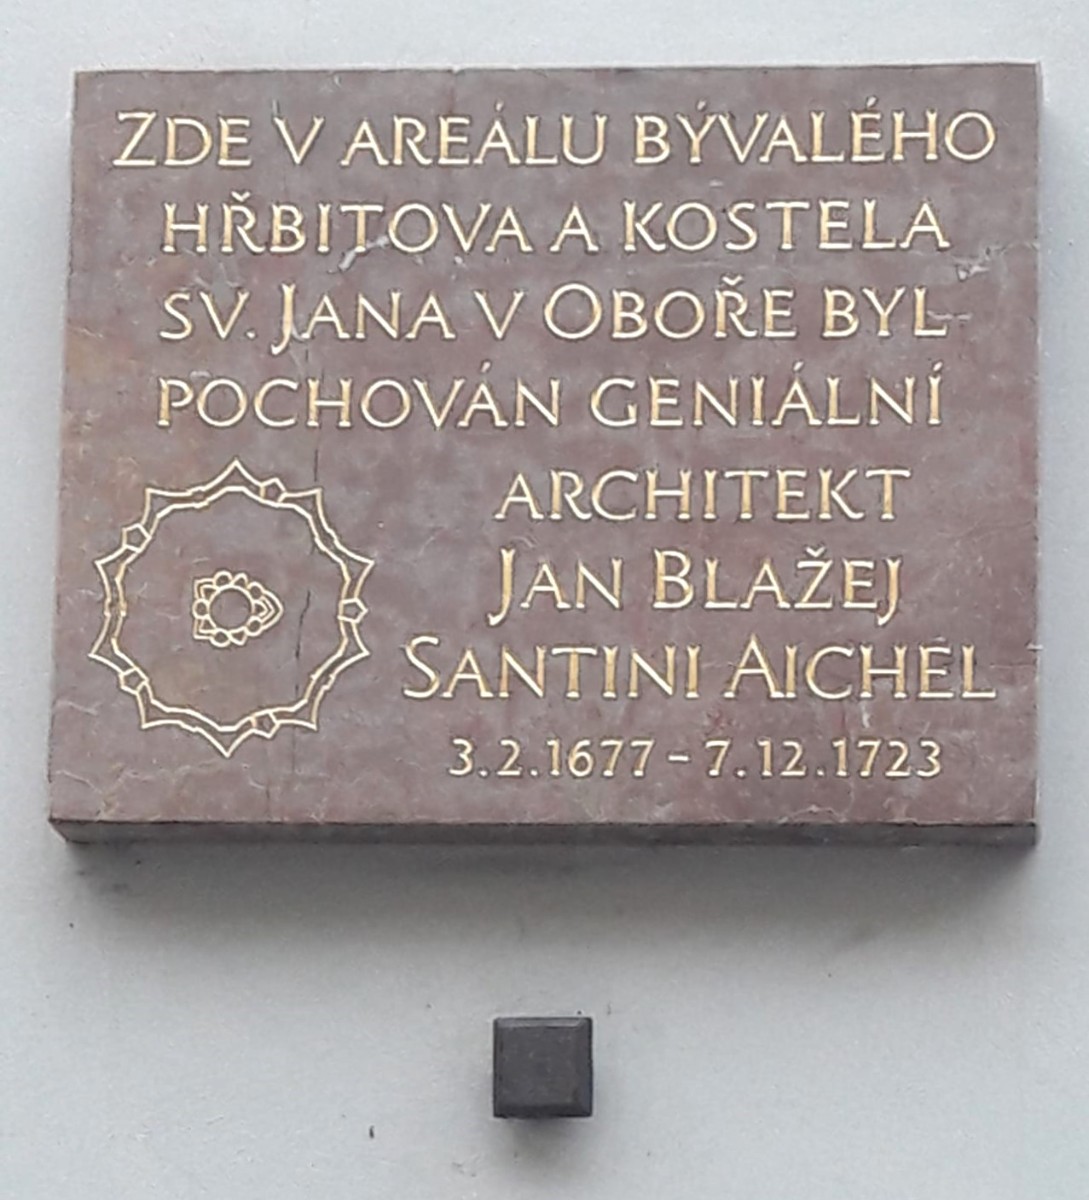 ZDE V AREÁLU BÝVALÉHO
HŘBITOVA A KOSTELA
SV. JANA V OBOŘE BYL
POCHOVÁN GENIÁLNÍ
ARCHITEKT
JAN BLAŽEJ
SANTINI AICHEL
3.2.1677 – 7.12.1723